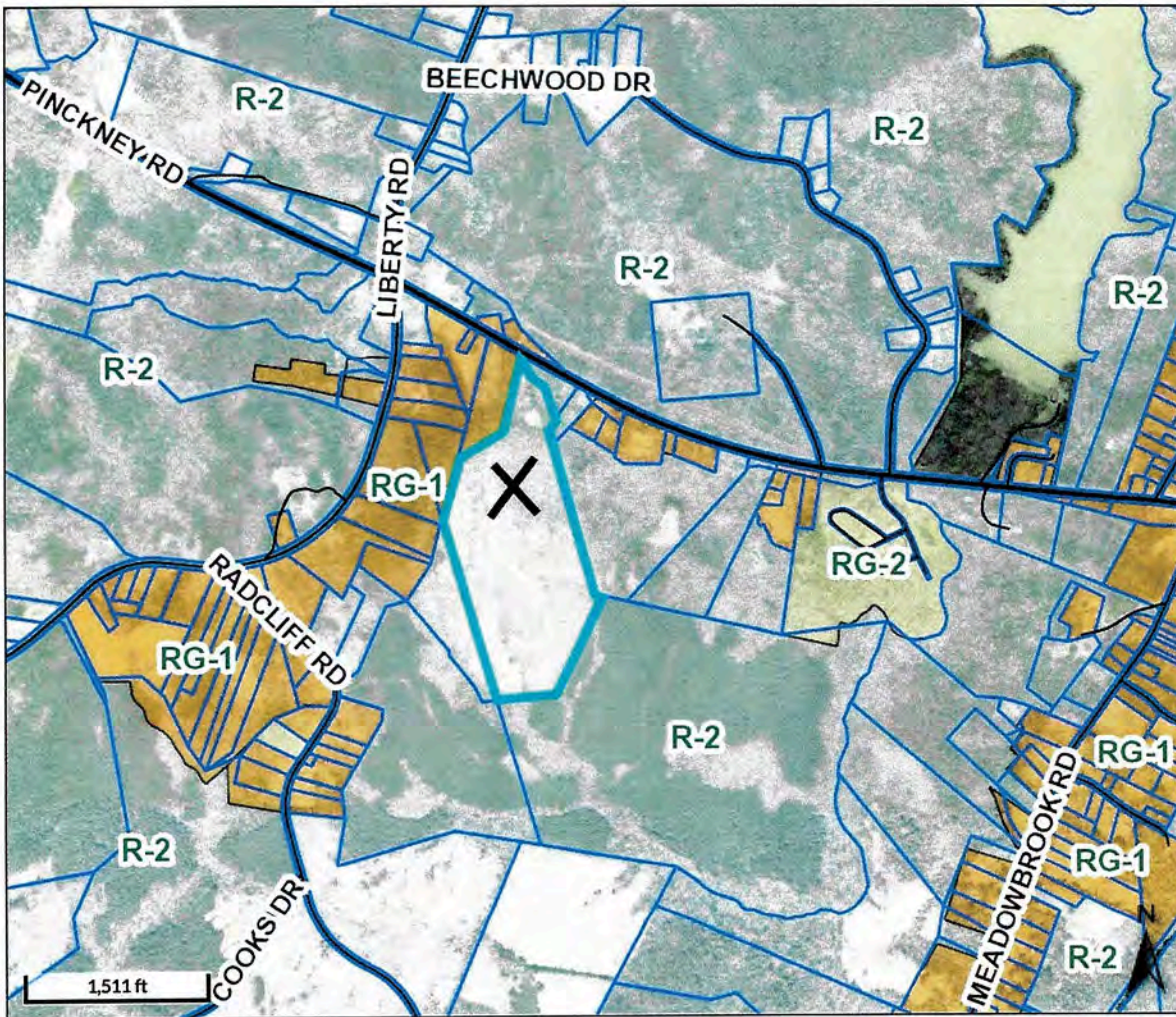 BEECHWOOD DR
R-2
PINCKNEY RD
R-2
LIBERTY RD
R-2
R-2
R-2
RG-1
X
RG-2
RADCLIFF RD
RG-1
R-2
RG-1
MEADOWBROOK RD
R-2
RG-1
COOKS DR
N
R-2
1,511 ft